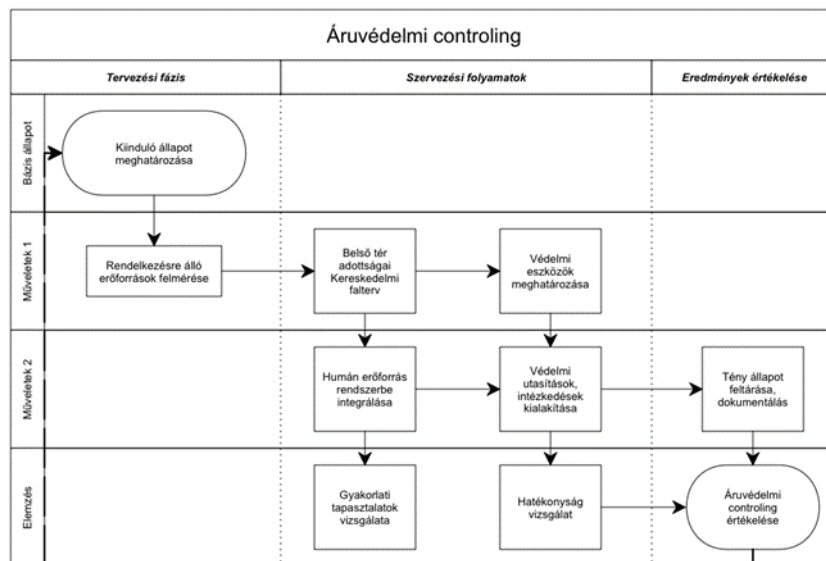 Áruvédelmi controling
Tervezési fázis
Szervezési folyamatok
Eredmények értékelése
Bázis állapot
Kiinduló állapot
meghatározása
Műveletek 1
Rendelkezésre álló
erőforrások felmérése
Belső tér
adottságai
Kereskedelmi
falterv
Védelmi
eszközök
meghatározása
Műveletek 2
Humán erőforrás
rendszerbe
integrálása
Védelmi
utasítások,
intézkedések
kialakítása
Tény állapot
feltárása,
dokumentálás
Elemzés
Gyakorlati
tapasztalatok
vizsgálata
Hatékonyság
vizsgálat
Áruvédelmi
controling
értékelése